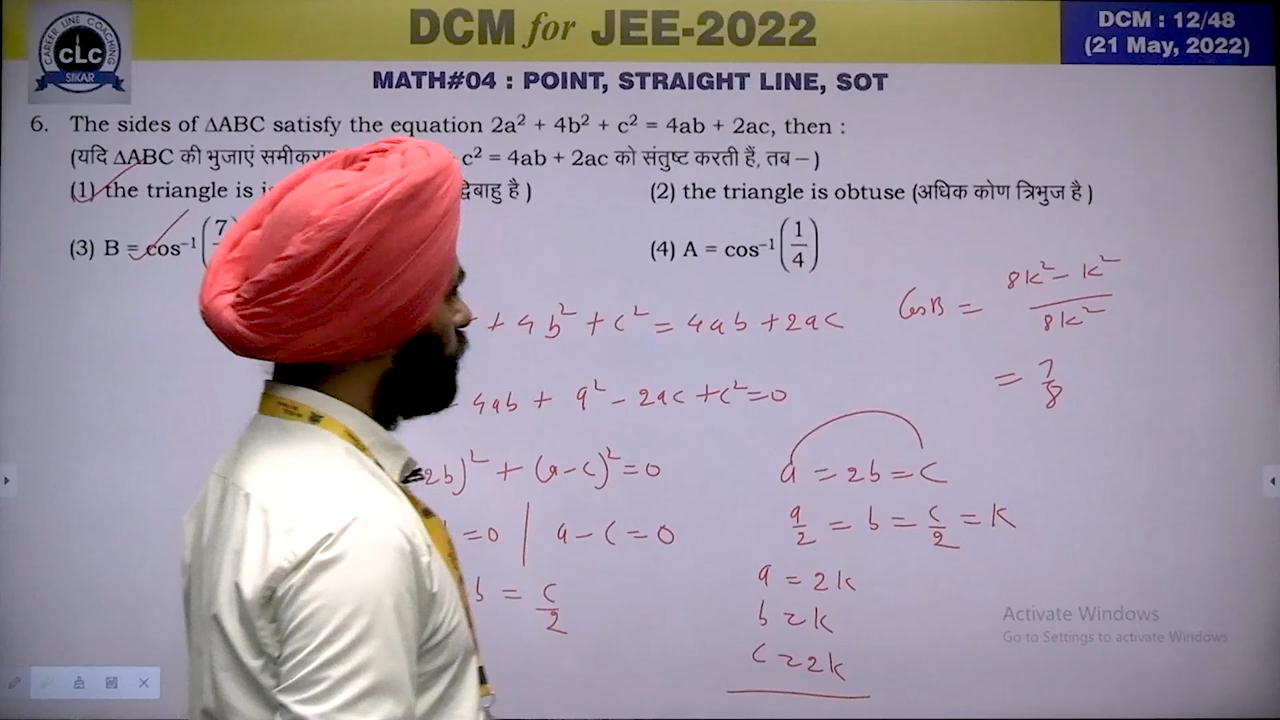 DCM for JEE-2022
DCM : 12/48
(21 May, 2022)
CAREER LINE COACHING
CLC
SIKAR
MATH#04 : POINT, STRAIGHT LINE, SOT
6. The sides of ΔABC satisfy the equation 2a² + 4b² + c² = 4ab + 2ac, then :
(यदि ΔABC की भुजाएं c² = 4ab + 2ac को संतुष्ट करती हैं, तब –)
(1) the triangle is है )
(2) the triangle is obtuse (अधिक कोण त्रिभुज है )
(3) B = cos⁻¹(7
(4) A = cos⁻¹(1/4)
+ 4b² + c² = 4ab + 2ac
4ab + a² - 2ac + c² = 0
2b)² + (a-c)² = 0
= 0 | a - c = 0
b = c/2
CosB = 8k² - k² / 8k²
= 7/8
a = 2b = c
a/2 = b = c/2 = k
a = 2k
b = k
c = 2k
Activate Windows
Go to Settings to activate Windows.